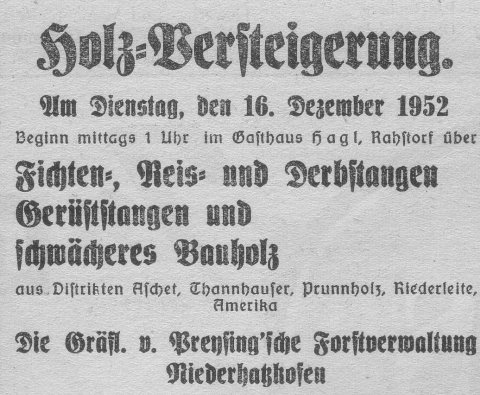 Holz-Versteigerung.
Am Dienstag, den 16. Dezember 1952
Beginn mittags 1 Uhr im Gasthaus Hagl, Rahstorf über
Fichten-, Reis- und Derbstangen
Gerüststangen und
schwächeres Bauholz
aus Distrikten Aschet, Thannhauser, Prunnholz, Riederleite,
Amerika
Die Gräfl. v. Preysing'sche Forstverwaltung
Niederhatzkofen